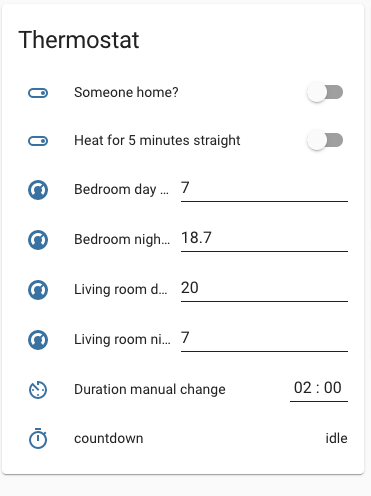 Thermostat
Someone home?
Heat for 5 minutes straight
Bedroom day ... 7
Bedroom nigh... 18.7
Living room d... 20
Living room ni... 7
Duration manual change 02 : 00
countdown idle